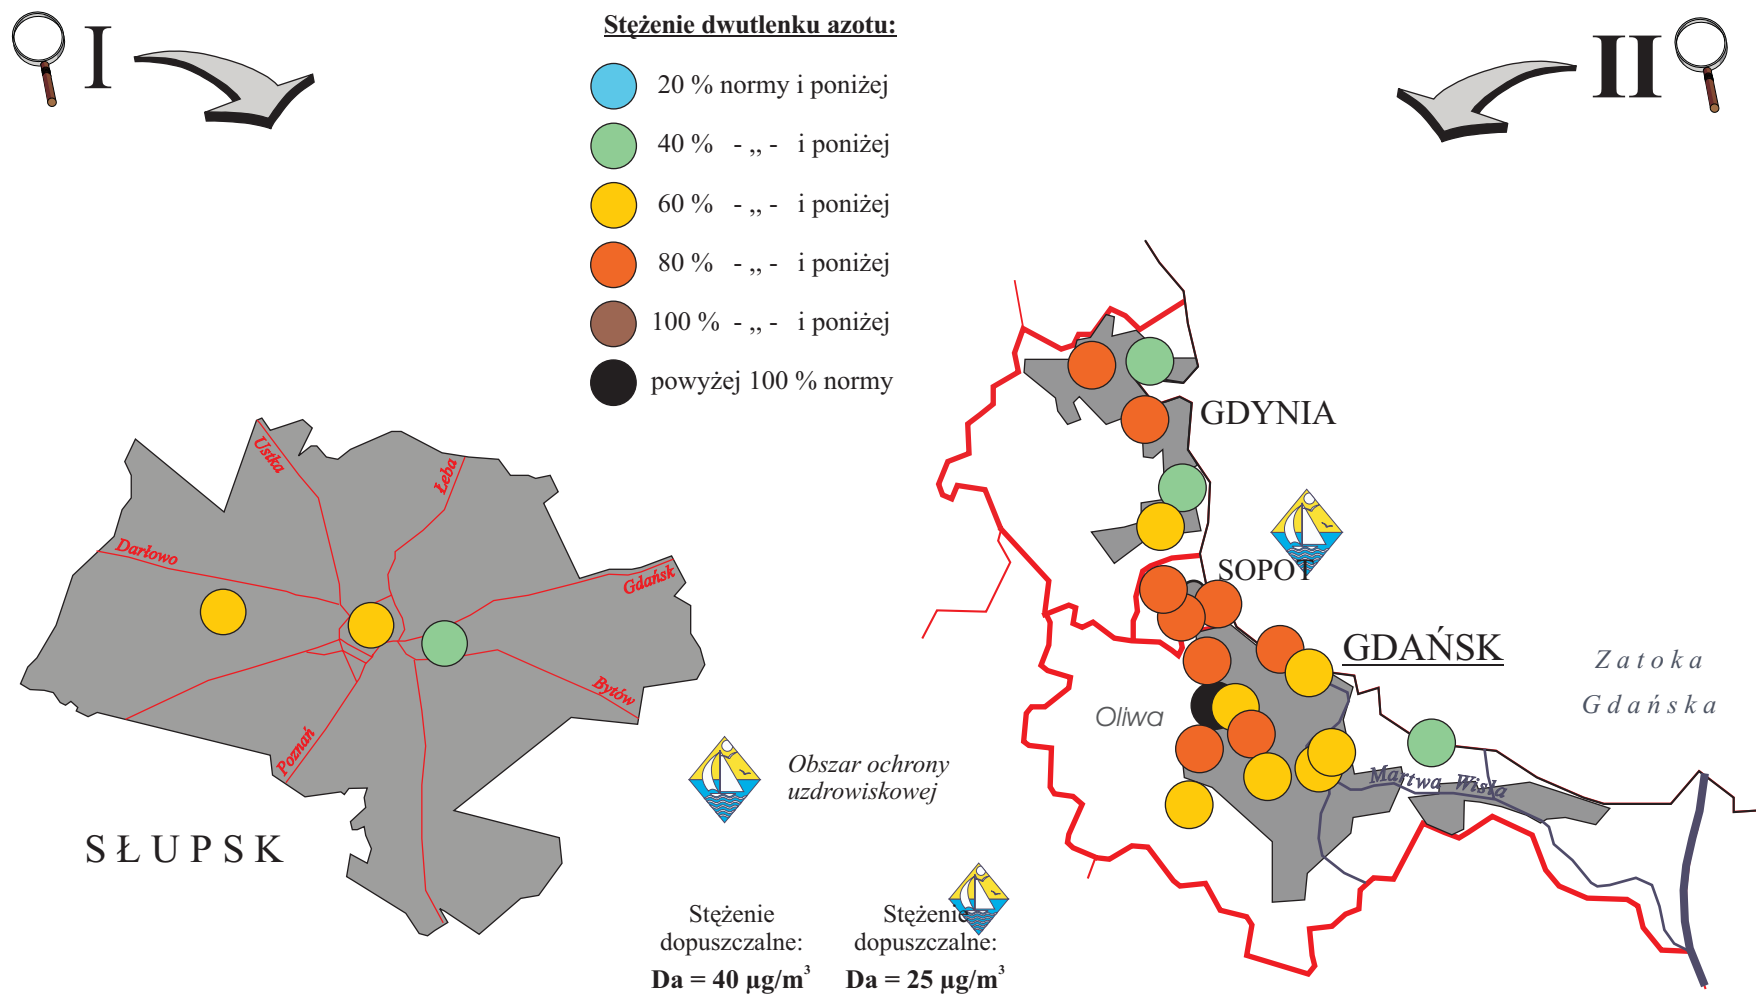 I
Stężenie dwutlenku azotu:
II
20 % normy i poniżej
40 % - ,, - i poniżej
60 % - ,, - i poniżej
80 % - ,, - i poniżej
100 % - ,, - i poniżej
powyżej 100 % normy
GDYNIA
Ustka
Łeba
Darłowo
Gdańsk
SOPOT
GDAŃSK
Zatoka
Gdańska
Bytów
Oliwa
Poznań
Martwa Wisła
Obszar ochrony
uzdrowiskowej
SŁUPSK
Stężenie
dopuszczalne:
Da = 40 µg/m³
Stężenie
dopuszczalne:
Da = 25 µg/m³